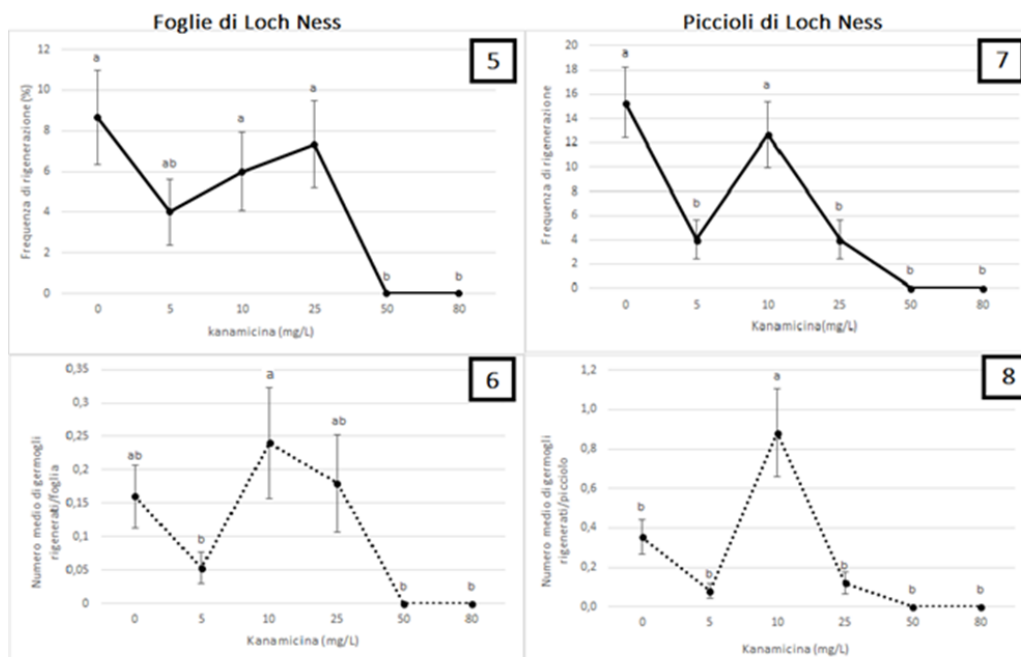 Foglie di Loch Ness
Piccioli di Loch Ness
5
Frequenza di rigenerazione (%)
12
10
8
6
4
2
0
a
ab
a
a
b
b
0 5 10 25 50 80
kanamicina (mg/L)
7
Frequenza di rigenerazione
20
18
16
14
12
10
8
6
4
2
0
a
b
a
b
b
b
0 5 10 25 50 80
Kanamicina(mg/L)
6
Numero medio di germogli
rigenerati/foglia
0,35
0,3
0,25
0,2
0,15
0,1
0,05
0
ab
b
a
ab
b
b
0 5 10 25 50 80
Kanamicina (mg/L)
8
Numero medio di germogli
rigenerati/picciolo
1,2
1,0
0,8
0,6
0,4
0,2
0,0
b
b
a
b
b
b
0 5 10 25 50 80
Kanamicina (mg/L)